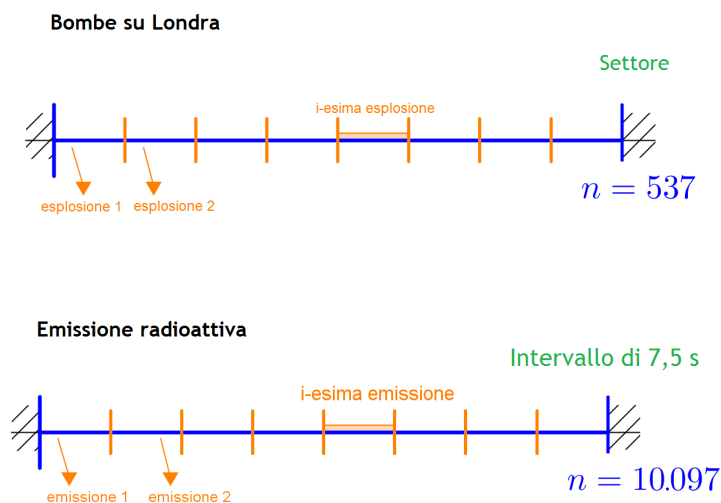 Bombe su Londra
Settore
i-esima esplosione
esplosione 1
esplosione 2
n = 537
Emissione radioattiva
Intervallo di 7,5 s
i-esima emissione
emissione 1
emissione 2
n = 10.097